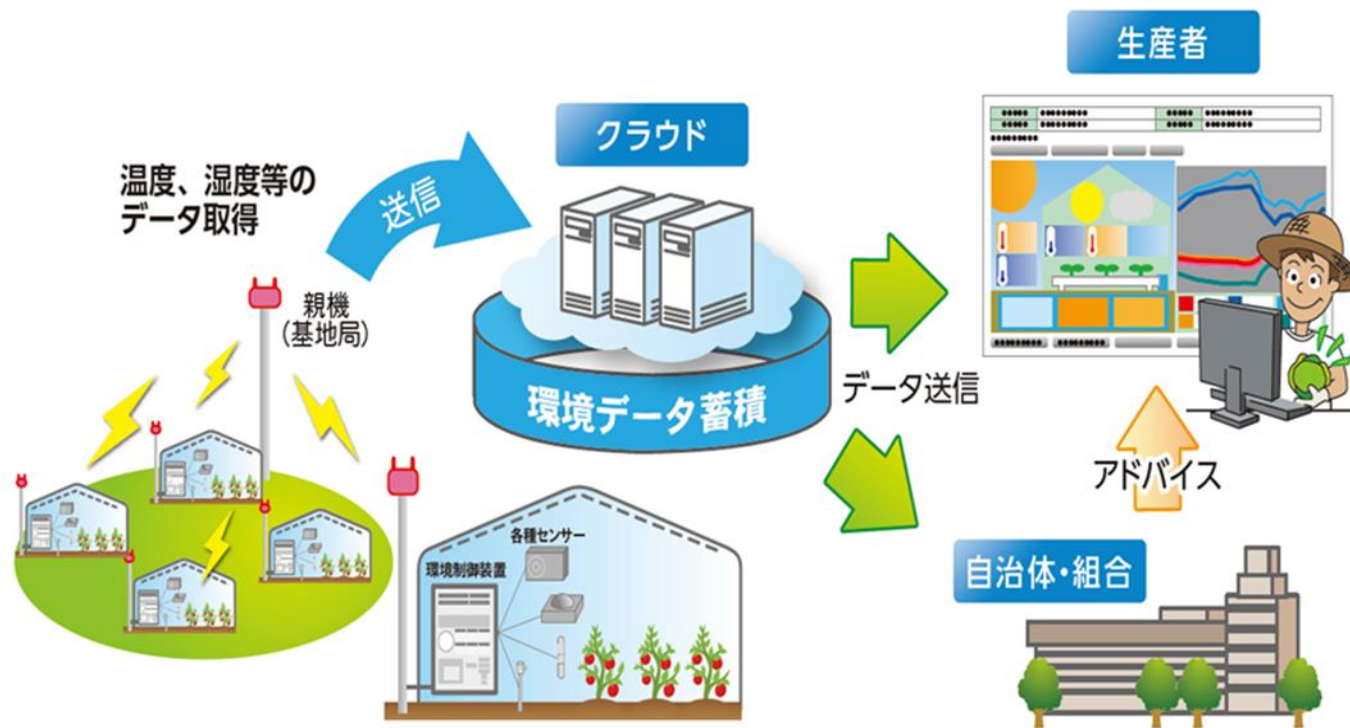 生産者
クラウド
温度、湿度等の
データ取得
送信
親機
(基地局)
環境データ蓄積
データ送信
アドバイス
各種センサー
環境制御装置
自治体・組合